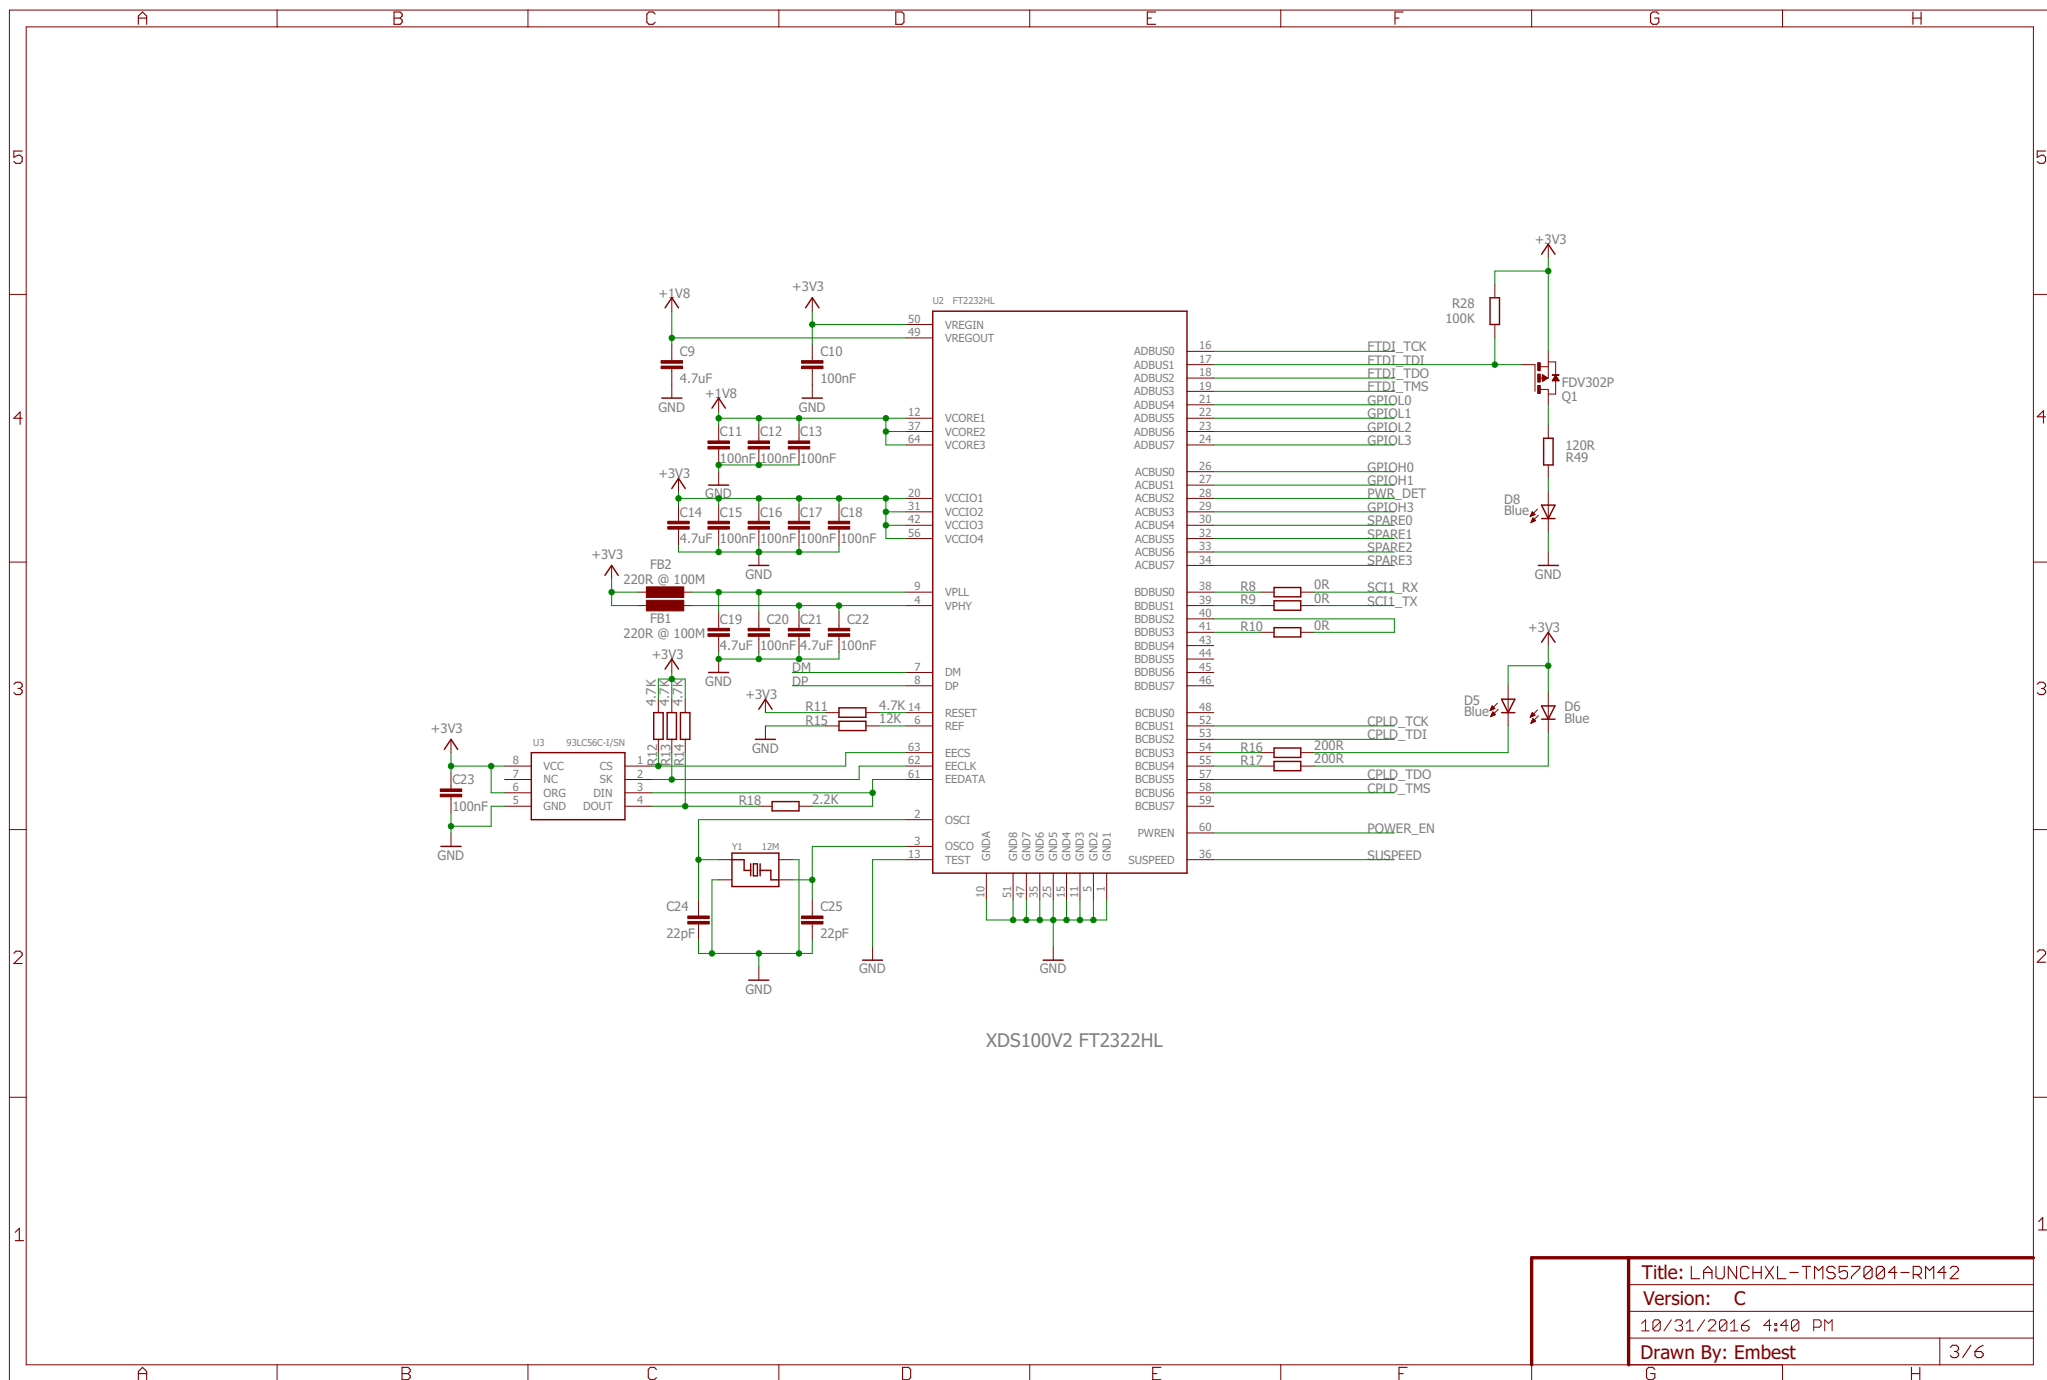 A B C D E F G H
5 5
4 4
3 3
2 2
1 1
+1V8
C9
4.7uF
GND
+3V3
C10
100nF
GND
+1V8
C11 C12 C13
100nF 100nF 100nF
GND
+3V3
C14 C15 C16 C17 C18
4.7uF 100nF 100nF 100nF 100nF
GND
+3V3
FB2
220R @ 100M
FB1
220R @ 100M
C19 C20 C21 C22
4.7uF 100nF 4.7uF 100nF
GND
DM
DP
+3V3
4.7K 4.7K 4.7K
R12 R13 R14
+3V3
R11 4.7K
R15 12K
GND
+3V3
C23
100nF
GND
U3 93LC56C-I/SN
8 VCC CS 1
7 NC SK 2
6 ORG DIN 3
5 GND DOUT 4
R18 2.2K
Y1 12M
C24
22pF
C25
22pF
GND
GND
U2 FT2232HL
50 VREGIN
49 VREGOUT
12 VCORE1
37 VCORE2
64 VCORE3
20 VCCIO1
31 VCCIO2
42 VCCIO3
56 VCCIO4
9 VPLL
4 VPHY
7 DM
8 DP
14 RESET
6 REF
63 EECS
62 EECLK
61 EEDATA
2 OSCI
3 OSCO
13 TEST
GNDA GND8 GND7 GND6 GND5 GND4 GND3 GND2 GND1
10 51 47 35 25 15 11 5 1
GND
ADBUS0 16 FTDI_TCK
ADBUS1 17 FTDI_TDI
ADBUS2 18 FTDI_TDO
ADBUS3 19 FTDI_TMS
ADBUS4 21 GPIOL0
ADBUS5 22 GPIOL1
ADBUS6 23 GPIOL2
ADBUS7 24 GPIOL3
ACBUS0 26 GPIOH0
ACBUS1 27 GPIOH1
ACBUS2 28 PWR_DET
ACBUS3 29 GPIOH3
ACBUS4 30 SPARE0
ACBUS5 32 SPARE1
ACBUS6 33 SPARE2
ACBUS7 34 SPARE3
BDBUS0 38 R8 0R SCI1_RX
BDBUS1 39 R9 0R SCI1_TX
BDBUS2 40
BDBUS3 41 R10 0R
BDBUS4 43
BDBUS5 44
BDBUS6 45
BDBUS7 46
BCBUS0 48
BCBUS1 52 CPLD_TCK
BCBUS2 53 CPLD_TDI
BCBUS3 54 R16 200R
BCBUS4 55 R17 200R
BCBUS5 57 CPLD_TDO
BCBUS6 58 CPLD_TMS
BCBUS7 59
PWREN 60 POWER_EN
SUSPEED 36 SUSPEED
+3V3
R28
100K
FDV302P
Q1
120R
R49
D8
Blue
GND
+3V3
D5
Blue
D6
Blue
XDS100V2 FT2322HL
Title: LAUNCHXL-TMS57004-RM42
Version: C
10/31/2016 4:40 PM
Drawn By: Embest 3/6
A B C D E F G H